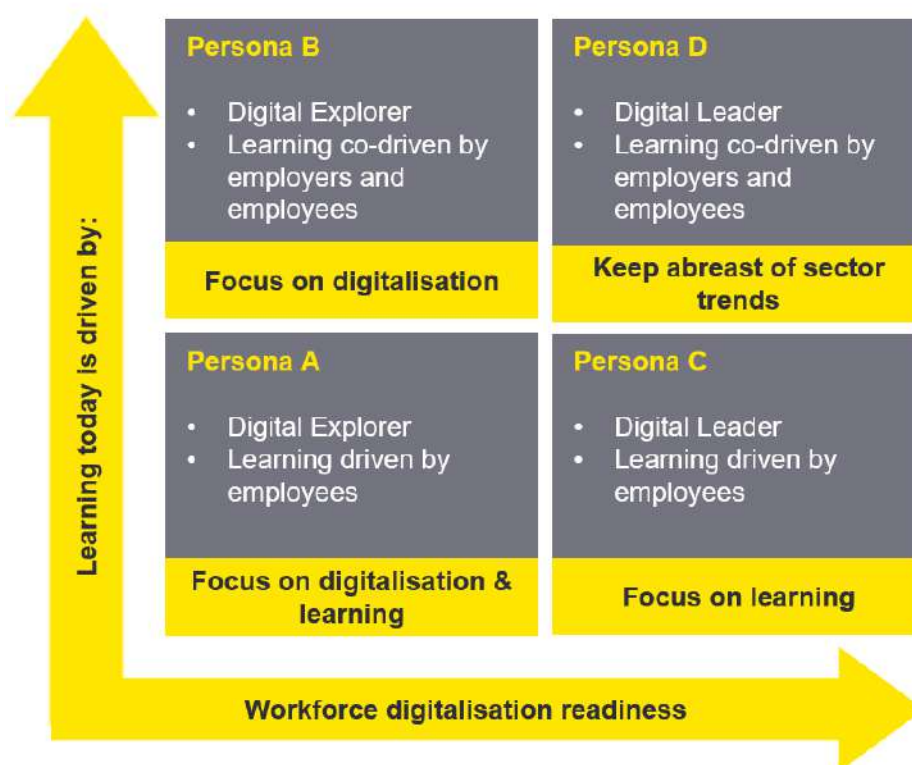 Learning today is driven by:
Persona B
• Digital Explorer
• Learning co-driven by
employers and
employees
Focus on digitalisation
Persona D
• Digital Leader
• Learning co-driven by
employers and
employees
Keep abreast of sector
trends
Persona A
• Digital Explorer
• Learning driven by
employees
Focus on digitalisation &
learning
Persona C
• Digital Leader
• Learning driven by
employees
Focus on learning
Workforce digitalisation readiness